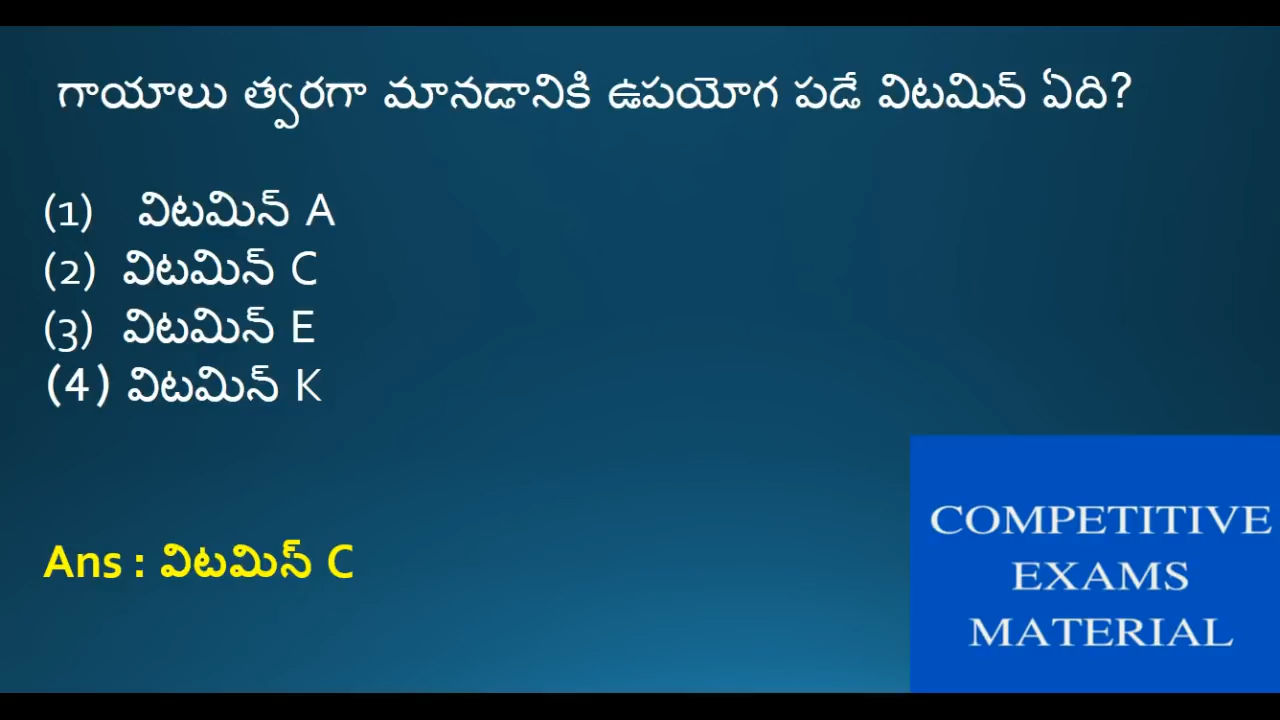 గాయాలు త్వరగా మానడానికి ఉపయోగ పడే విటమిన్ ఏది?
(1) విటమిన్ A
(2) విటమిన్ C
(3) విటమిన్ E
(4) విటమిన్ K
Ans : విటమిన్ C
COMPETITIVE
EXAMS
MATERIAL